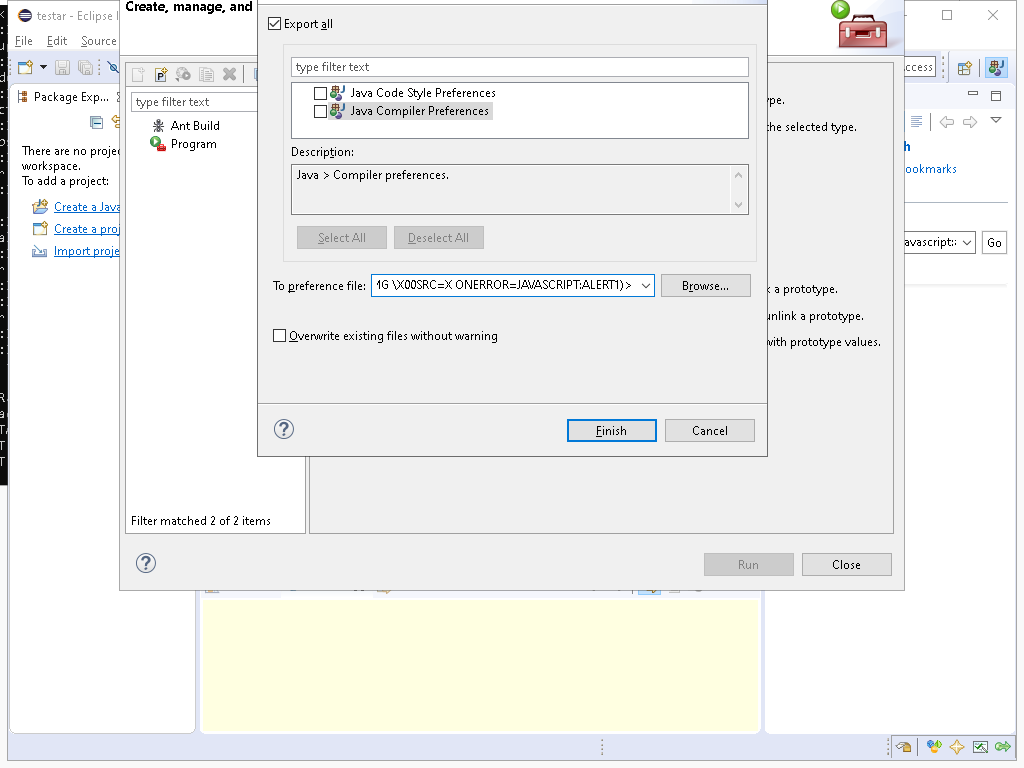 testar - Eclipse I
Create, manage, and
Export all
File Edit Source
type filter text
ccess
Package Exp...
type filter text
Java Code Style Preferences
Java Compiler Preferences
ype.
Ant Build
the selected type.
Program
There are no projec
workspace.
To add a project:
Description:
Java > Compiler preferences.
ookmarks
Create a Java
Create a proj
Import proje
Select All
Deselect All
avascript:
Go
To preference file:
\X00SRC=X ONERROR=JAVASCRIPT:ALERT1)>
Browse...
k a prototype.
unlink a prototype.
Overwrite existing files without warning
with prototype values.
Finish
Cancel
Filter matched 2 of 2 items
Run
Close